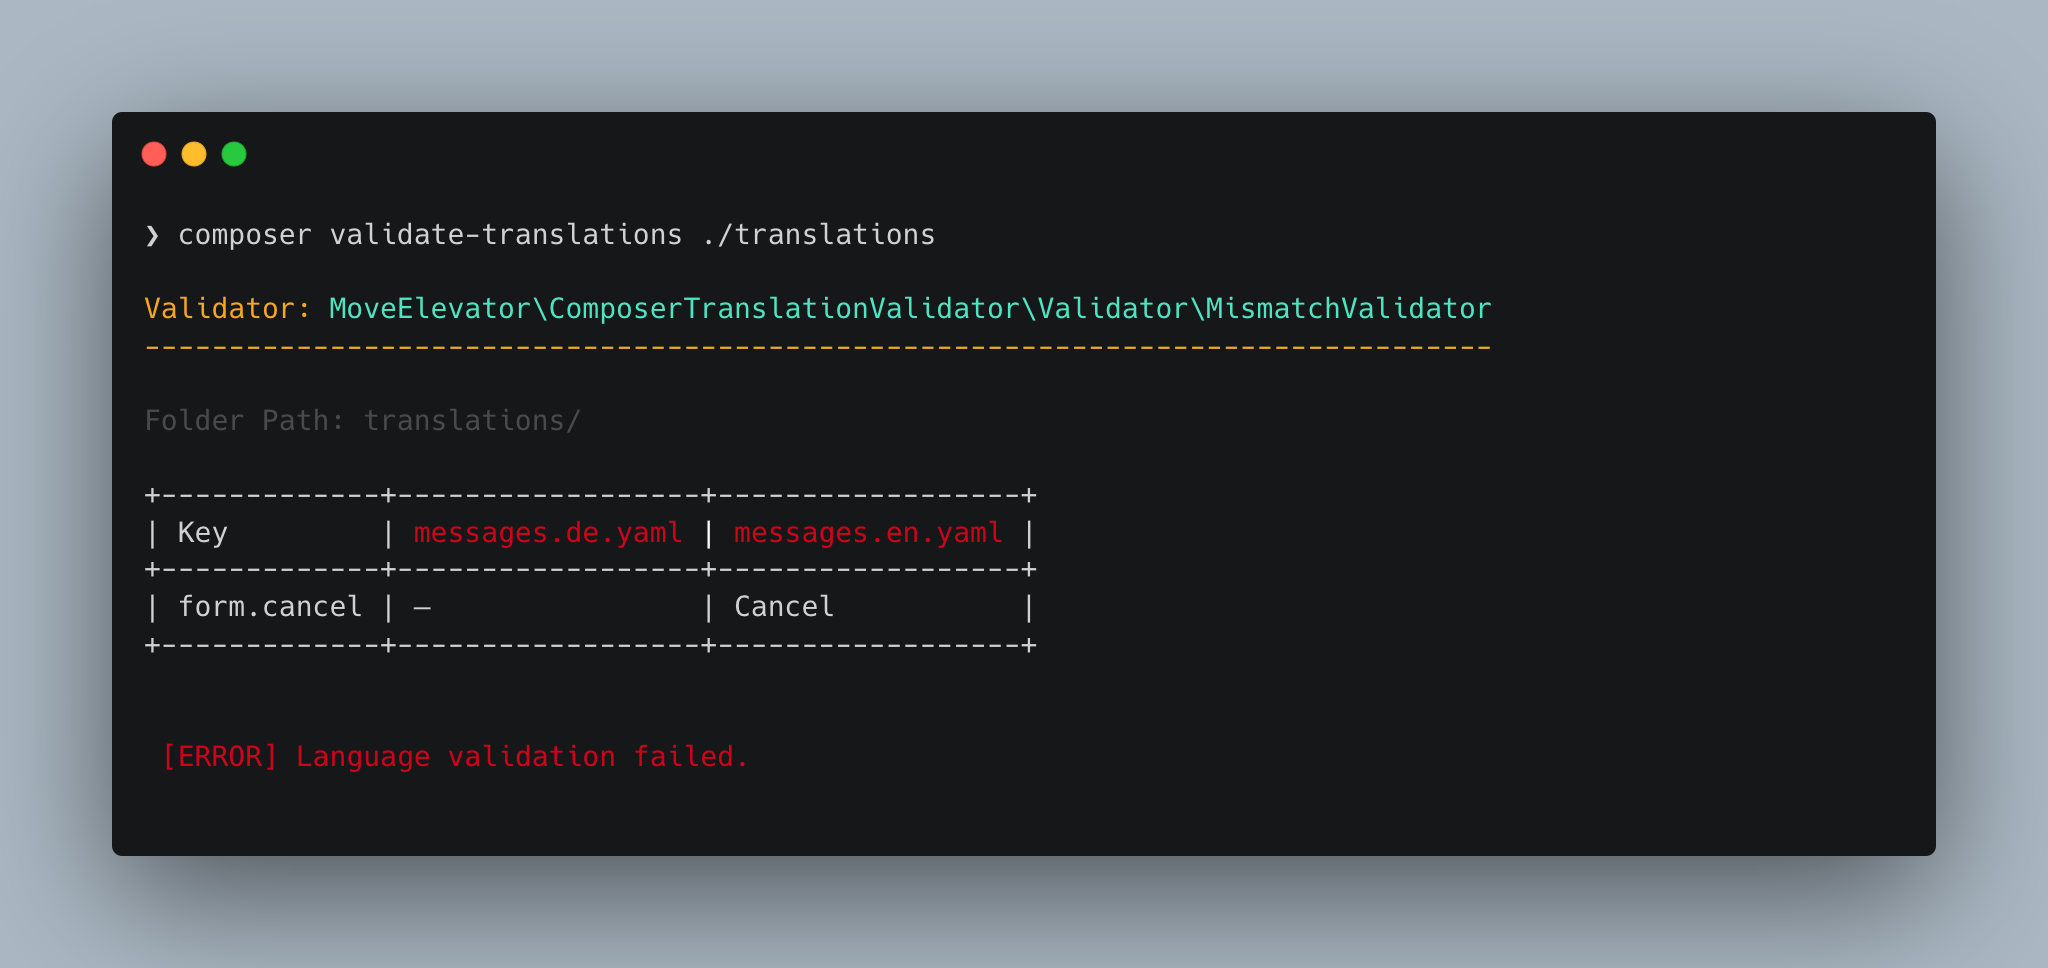 ❯ composer validate-translations ./translations
Validator: MoveElevator\ComposerTranslationValidator\Validator\MismatchValidator
--------------------------------------------------------------------------------
Folder Path: translations/
+-------------+------------------+------------------+
| Key         | messages.de.yaml | messages.en.yaml |
+-------------+------------------+------------------+
| form.cancel | –                | Cancel           |
+-------------+------------------+------------------+
[ERROR] Language validation failed.